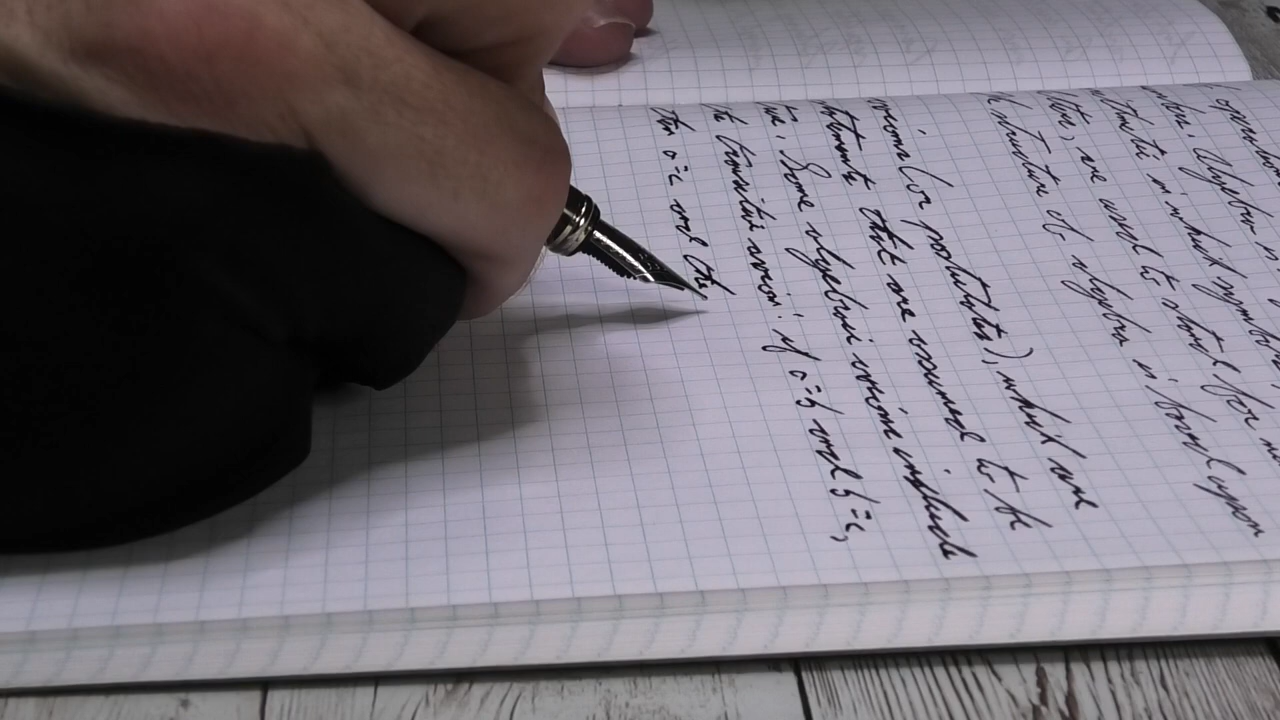 operation
Algebra is
arithmetic in which symbols,
letters, are used to stand for
structure of algebra is based upon
axioms (or postulates), which are
statements that are assumed to be
true. Some algebraic axioms include
the transitive axiom: if a=b and b=c,
then a=c and the